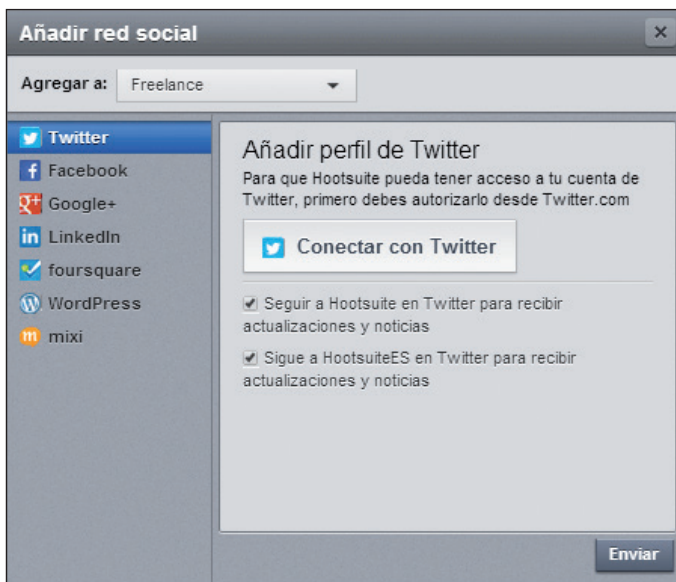 Añadir red social
Agregar a: Freelance
Twitter
Facebook
Google+
LinkedIn
foursquare
WordPress
mixi
Añadir perfil de Twitter
Para que Hootsuite pueda tener acceso a tu cuenta de
Twitter, primero debes autorizarlo desde Twitter.com
Conectar con Twitter
Seguir a Hootsuite en Twitter para recibir
actualizaciones y noticias
Sigue a HootsuiteES en Twitter para recibir
actualizaciones y noticias
Enviar